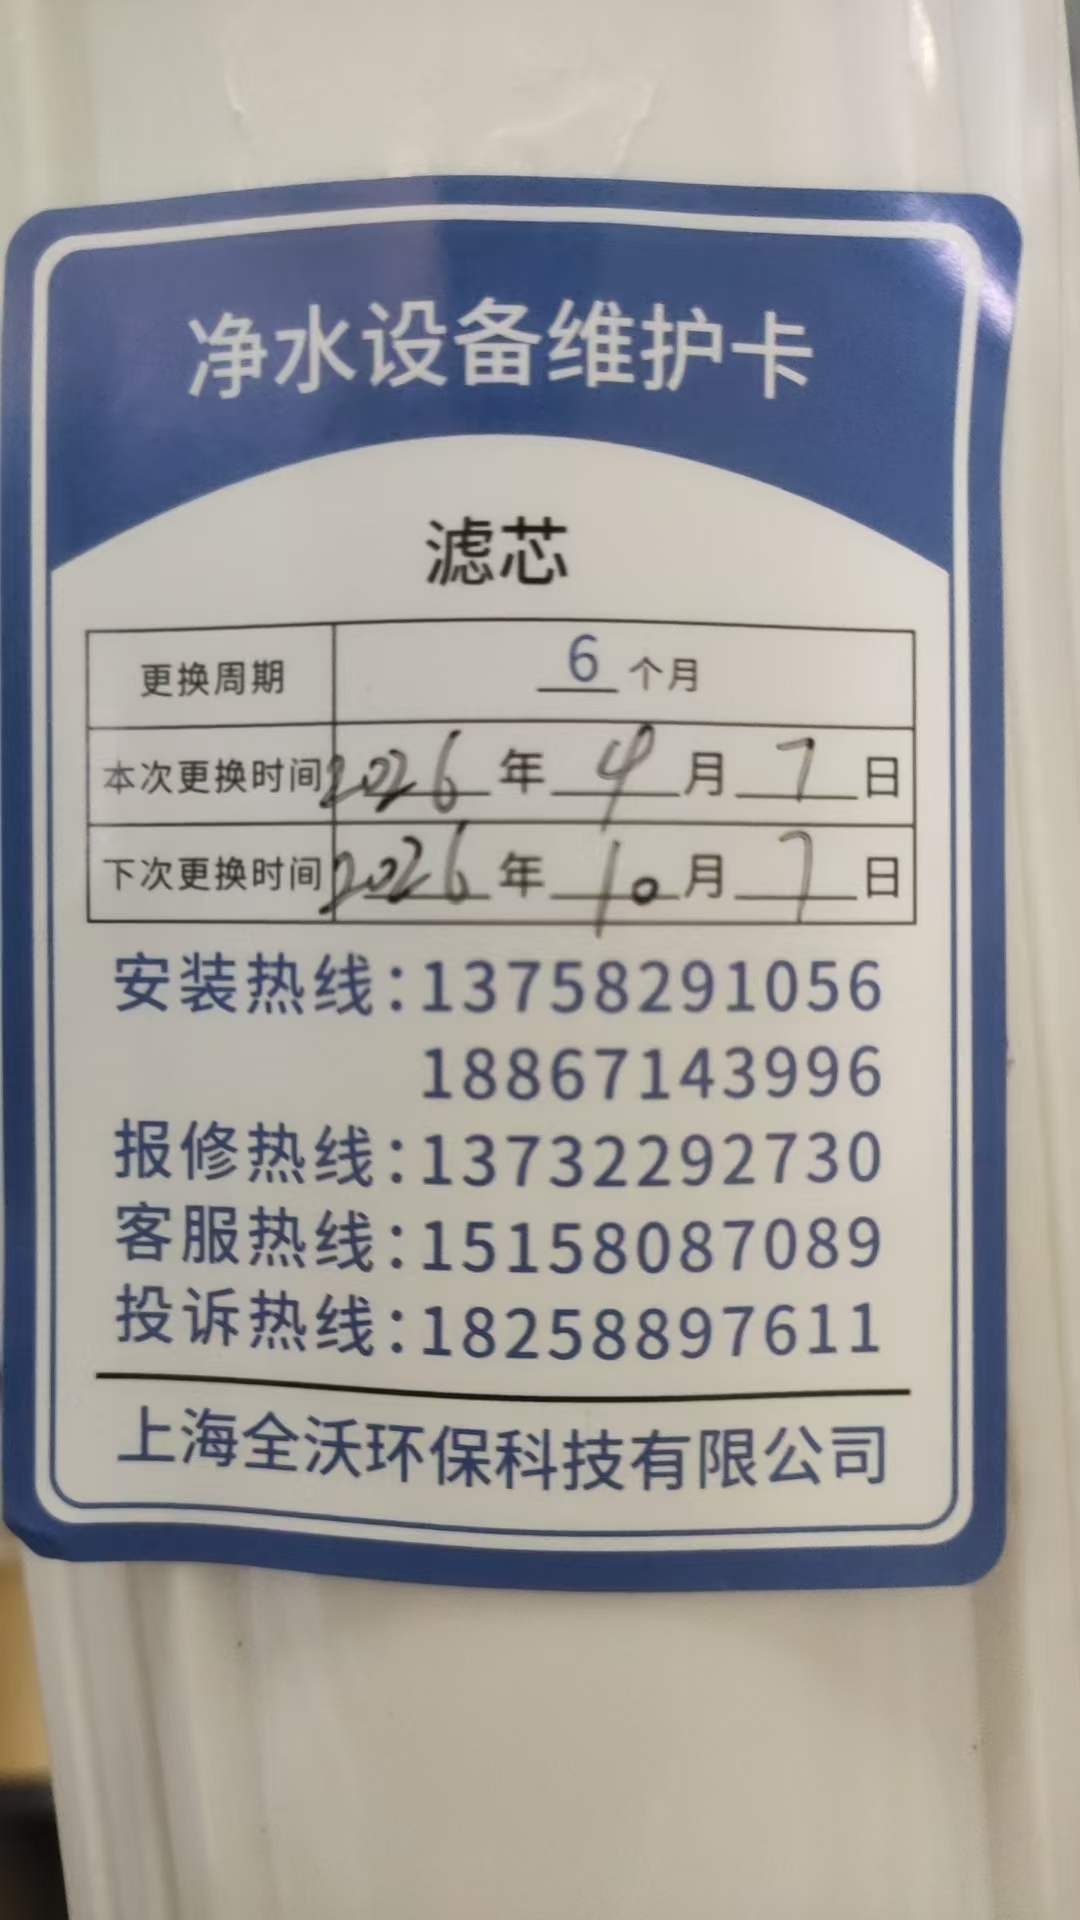 净水设备维护卡
滤芯
更换周期 6 个月
本次更换时间 2026 年 4 月 7 日
下次更换时间 2026 年 10 月 7 日
安装热线:13758291056
18867143996
报修热线:13732292730
客服热线:15158087089
投诉热线:18258897611
上海全沃环保科技有限公司